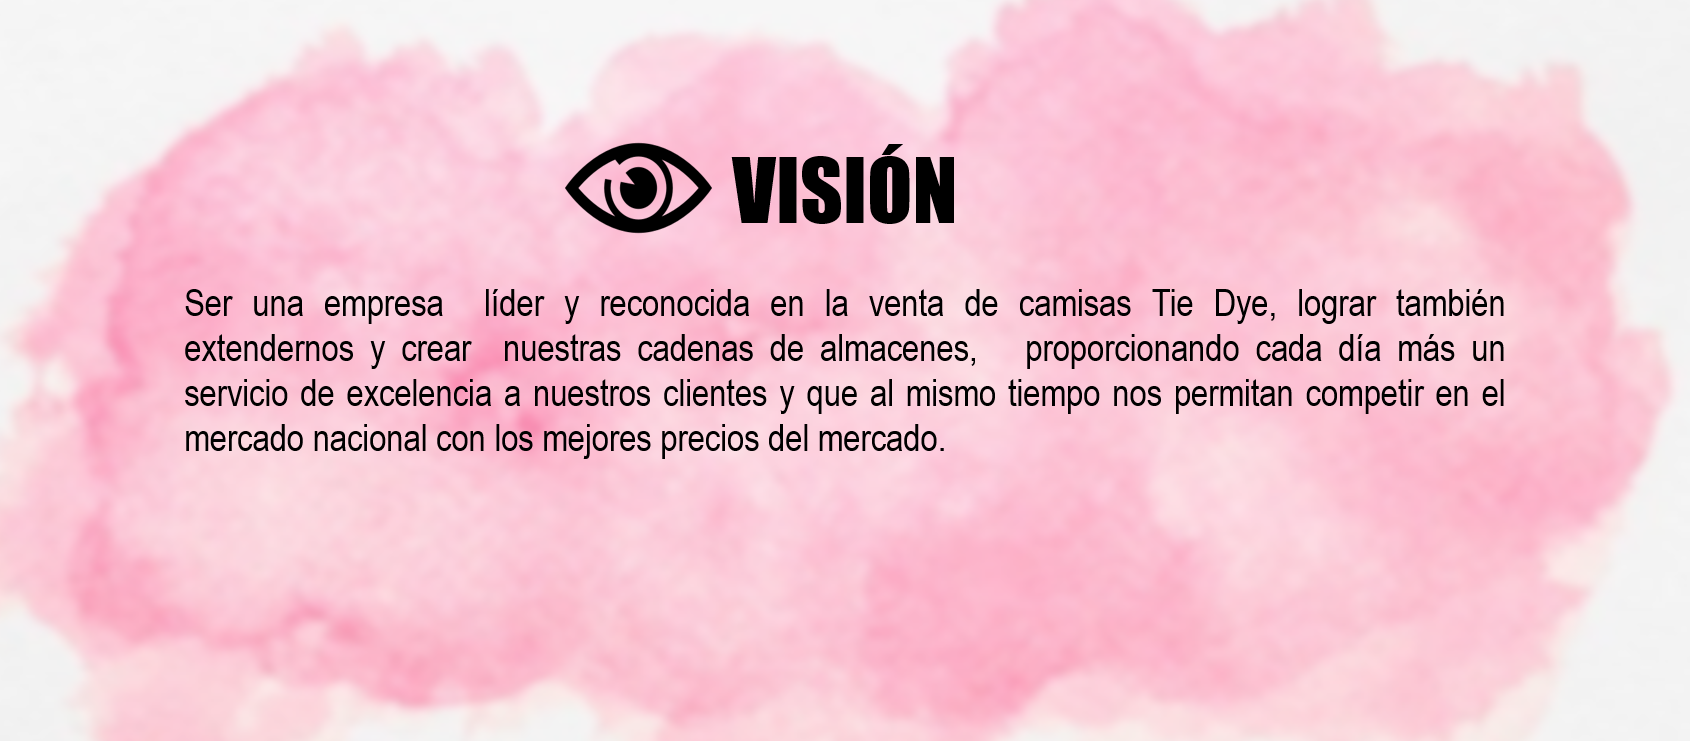 VISIÓN
Ser una empresa líder y reconocida en la venta de camisas Tie Dye, lograr también
extendernos y crear nuestras cadenas de almacenes, proporcionando cada día más un
servicio de excelencia a nuestros clientes y que al mismo tiempo nos permitan competir en el
mercado nacional con los mejores precios del mercado.